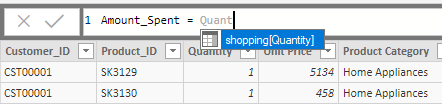 1 Amount_Spent = Quant
shopping[Quantity]
Customer_ID Product_ID Quantity Unit Price Product Category
CST00001 SK3129 1 5134 Home Appliances
CST00001 SK3130 1 458 Home Appliances